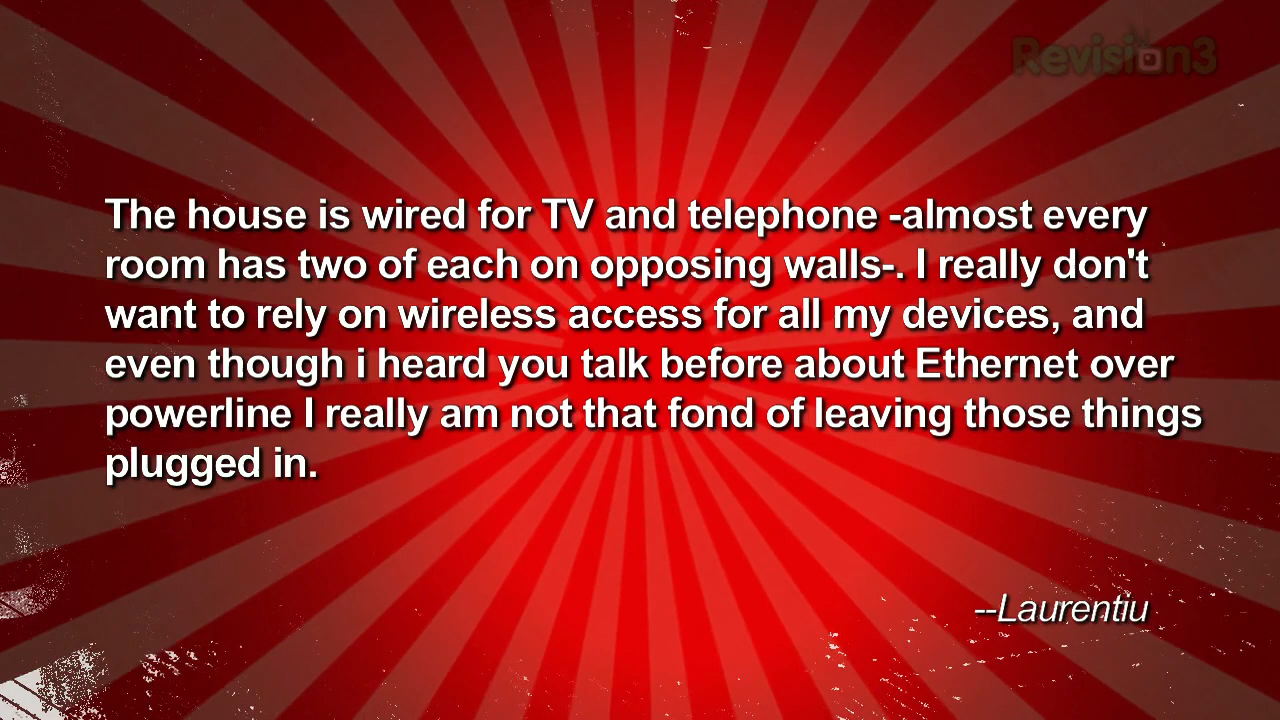 Revision3
The house is wired for TV and telephone -almost every
room has two of each on opposing walls-. I really don't
want to rely on wireless access for all my devices, and
even though i heard you talk before about Ethernet over
powerline I really am not that fond of leaving those things
plugged in.
--Laurentiu